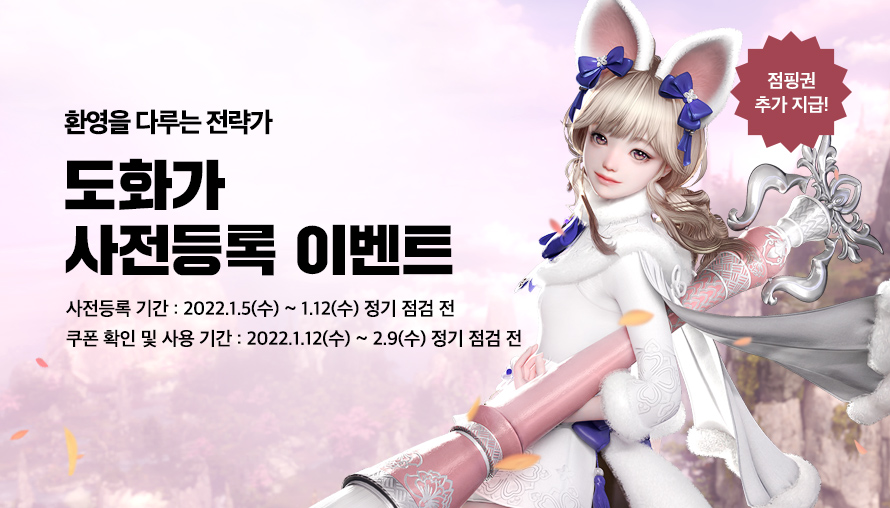 환영을 다루는 전략가
도화가
사전등록 이벤트
사전등록 기간 : 2022.1.5(수) ~ 1.12(수) 정기 점검 전
쿠폰 확인 및 사용 기간 : 2022.1.12(수) ~ 2.9(수) 정기 점검 전
점핑권
추가 지급!